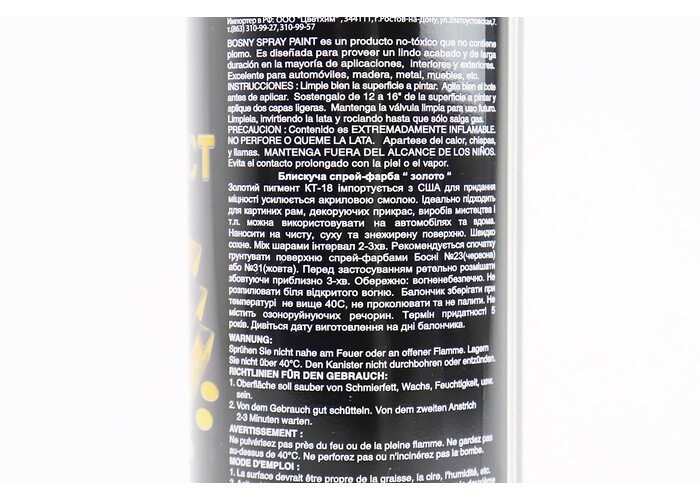 Импортер в РФ: ООО "Цветхим", 344111, г.Ростов-на-Дону, ул.Златоустовская,7.
т.(863) 310-99-27, 310-99-57
BOSNY SPRAY PAINT es un producto no-tóxico que no contiene
plomo. Es diseñada para proveer un lindo acabado y de larga
duración en la mayoría de aplicaciones, Interiores y exteriores.
Excelente para automóviles, madera, metal, muebles, etc.
INSTRUCCIONES : Limpie bien la superficie a pintar. Agite bien el bote
antes de aplicar. Sostengalo de 12 a 16" de la superficie a pintar y
aplique dos capas ligeras. Mantenga la válvula limpia para uso futuro.
Limpiela, invirtiendo la lata y rociando hasta que sólo saiga gas.
PRECAUCION : Contenido es EXTREMADAMENTE INFLAMABLE.
NO PERFORE O QUEME LA LATA. Apartese del calor, chispas,
y llamas. MANTENGA FUERA DEL ALCANCE DE LOS NIÑOS.
Evita el contacto prolongado con la piel o el vapor.
Блискуча спрей-фарба " золото "
Золотий пигмент КТ-18 імпортується з США для придання
міцності усилюється акриловою смолою. Ідеально підходить
для картинних рам, декоруючих прикрас, виробів мистецтва і
т.п. можна використовувати на автомобілях та вдома.
Наносити на чисту, суху та знежирену поверхню. Швидко
сохне. Між шарами інтервал 2-3хв. Рекомендується спочатку
грунтувати поверхню спрей-фарбами Босні №23(червона)
або №31(жовта). Перед застосуванням ретельно розмішати
збовтуючи приблизно 3-хв. Обережно: вогненебезпечно. Не
розпилювати біля відкритого вогню. Балончик зберігати при
температурі не вище 40С, не проколювати та не палити. Не
містить озоноруйнуючих речорин. Термін придатності 5
років. Дивіться дату виготовлення на дні балончика.
WARNUNG:
Sprühen Sie nicht nahe am Feuer oder an offener Flamme. Lagern
Sie nicht über 40°C. Den Kanister nicht durchbohren oder entzünden.
RICHTLINIEN FÜR DEN GEBRAUCH:
1. Oberfläche soll sauber von Schmierfett, Wachs, Feuchtigkeit, usw.
sein.
2. Von dem Gebrauch gut schütteln. Von dem zweiten Anstrich
2-3 Minuten warten.
AVERTISSEMENT :
Ne pulvérisez pas près du feu ou de la pleine flamme. Ne gardez pas
au-dessus de 40°C. Ne perforez pas ou n'incinérez pas la bombe.
MODE D'EMPLOI :
1. La surface devrait être propre de la graisse, la cire, l'humidité, etc.
CT